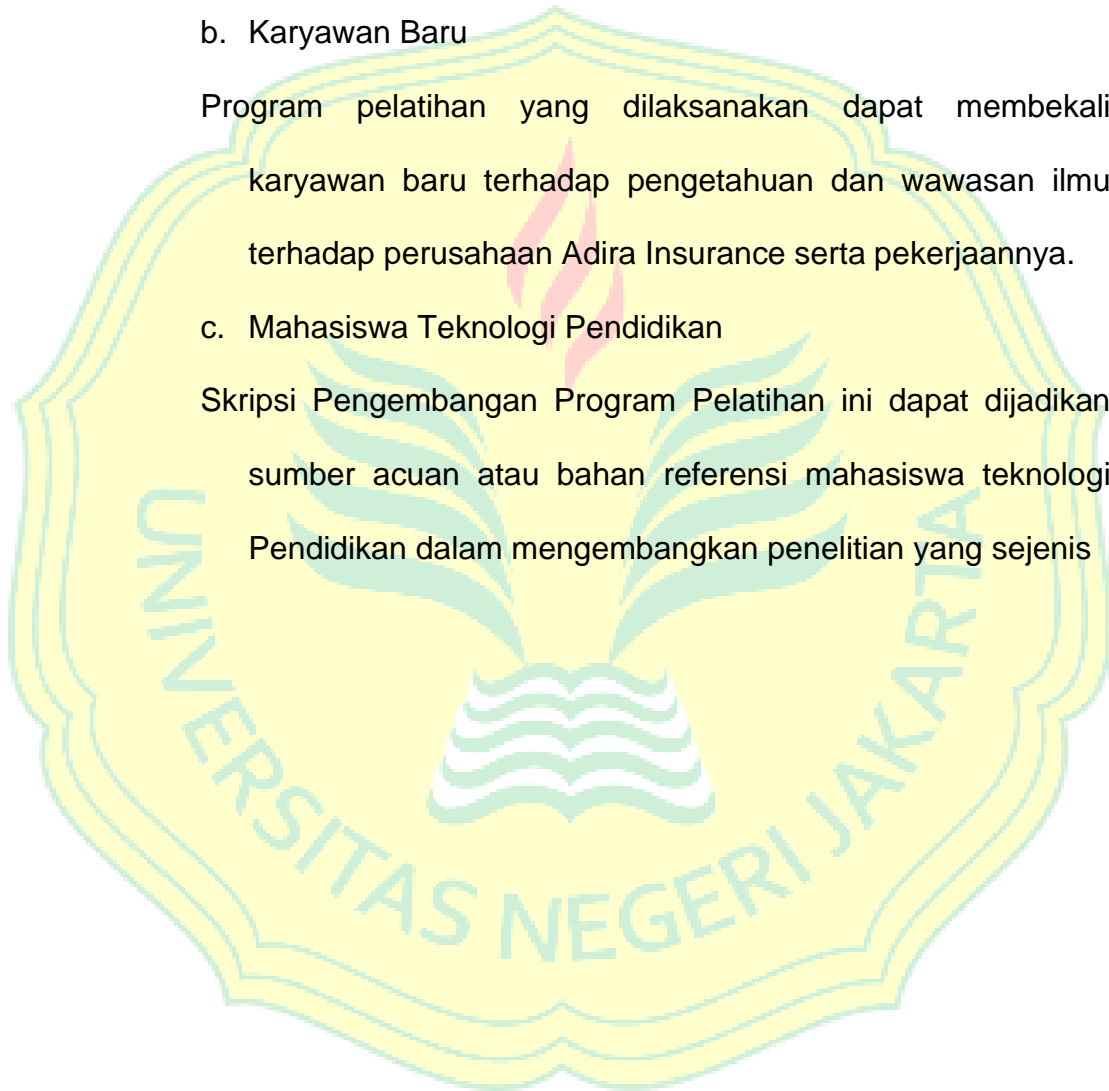 b. Karyawan Baru
Program pelatihan yang dilaksanakan dapat membekali
karyawan baru terhadap pengetahuan dan wawasan ilmu
terhadap perusahaan Adira Insurance serta pekerjaannya.
c. Mahasiswa Teknologi Pendidikan
Skripsi Pengembangan Program Pelatihan ini dapat dijadikan
sumber acuan atau bahan referensi mahasiswa teknologi
Pendidikan dalam mengembangkan penelitian yang sejenis
UNIVERSITAS NEGERI JAKARTA